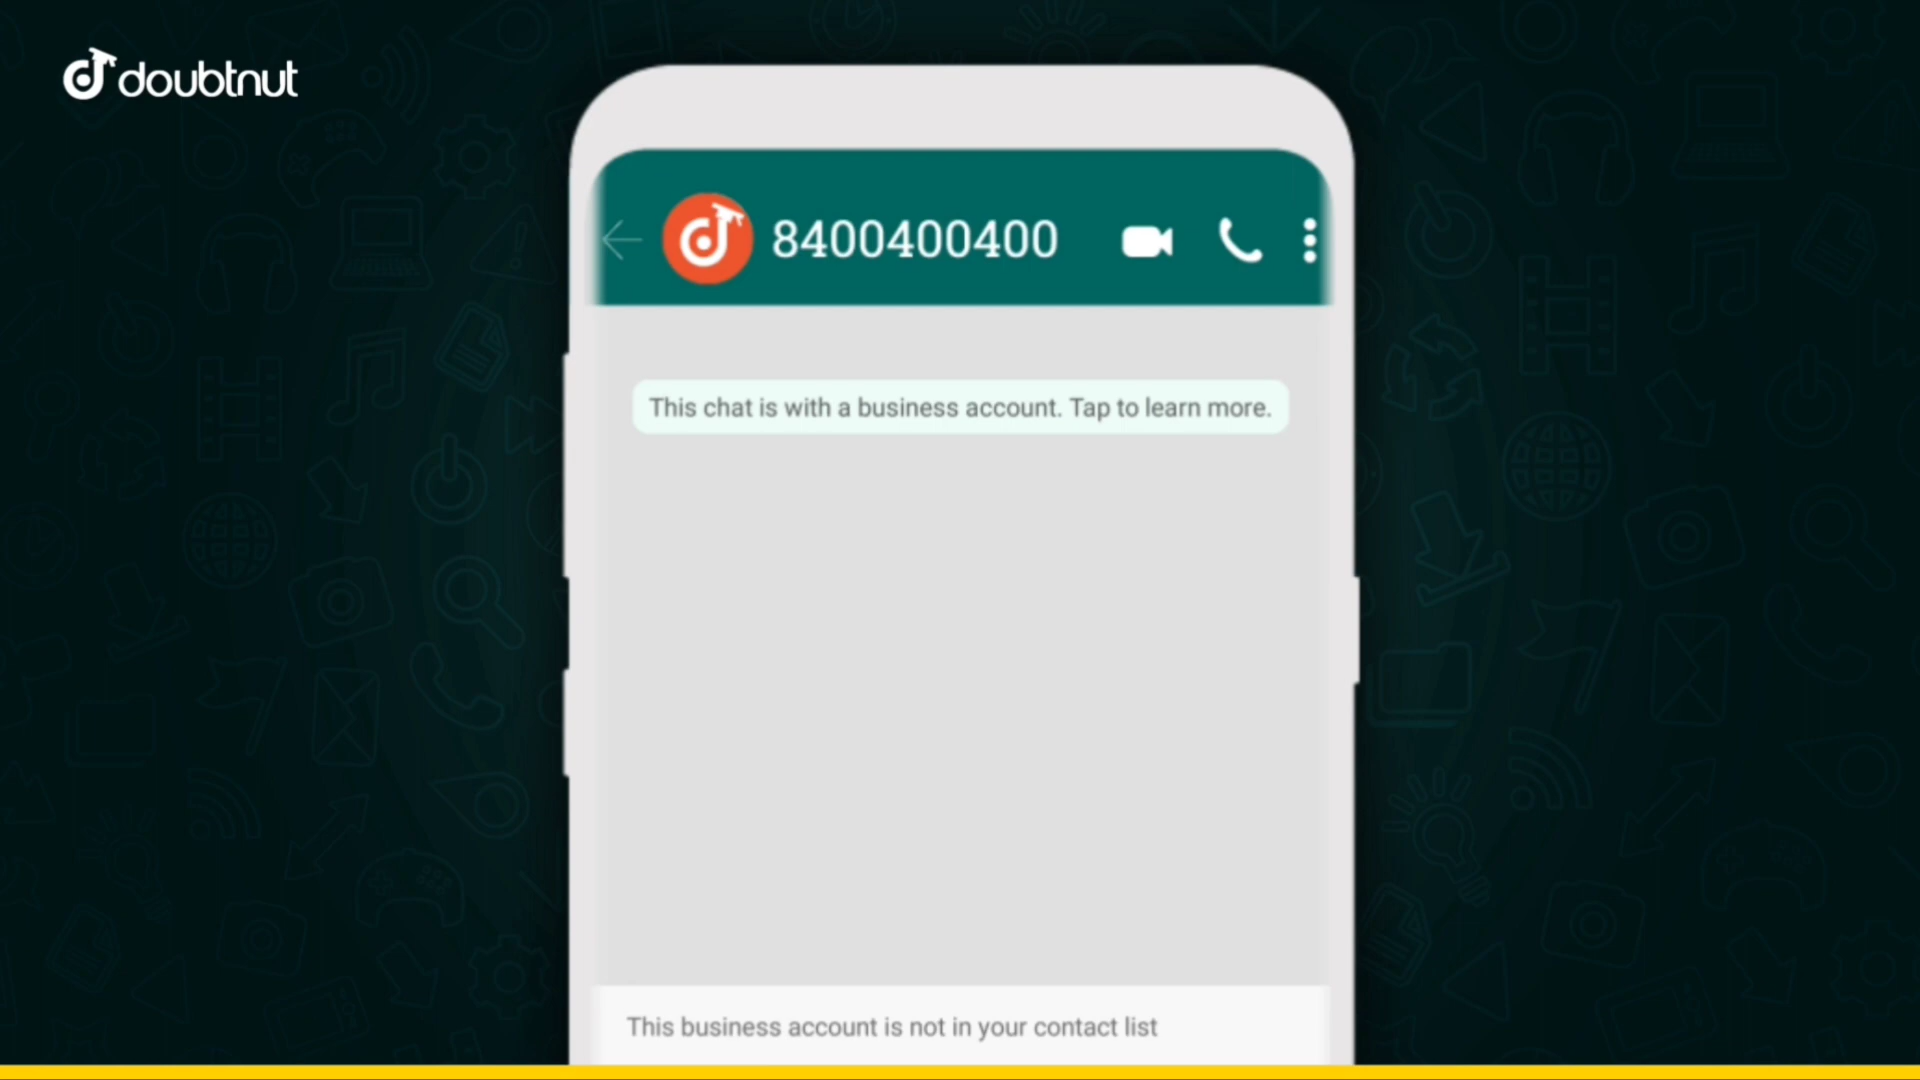 doubtnut
8400400400
This chat is with a business account. Tap to learn more.
This business account is not in your contact list